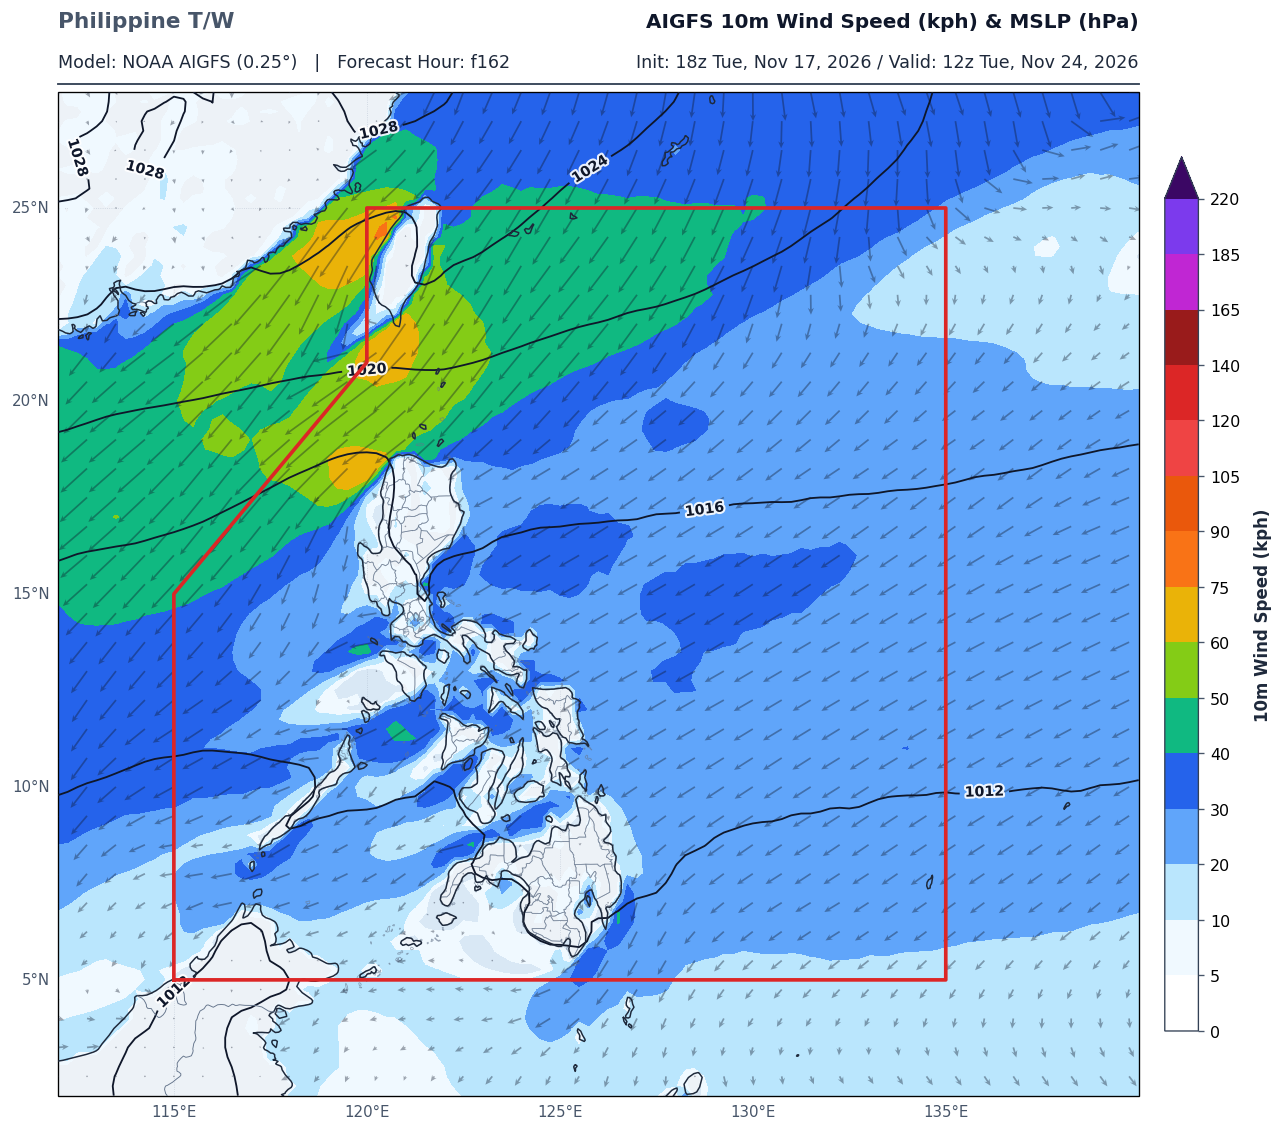 Philippine T/W
AIGFS 10m Wind Speed (kph) & MSLP (hPa)
Model: NOAA AIGFS (0.25°)   |   Forecast Hour: f162
Init: 18z Tue, Nov 17, 2026 / Valid: 12z Tue, Nov 24, 2026
1028
1028
1028
1024
1020
1016
1012
1012
25°N
20°N
15°N
10°N
5°N
115°E
120°E
125°E
130°E
135°E
220
185
165
140
120
105
90
75
60
50
40
30
20
10
5
0
10m Wind Speed (kph)